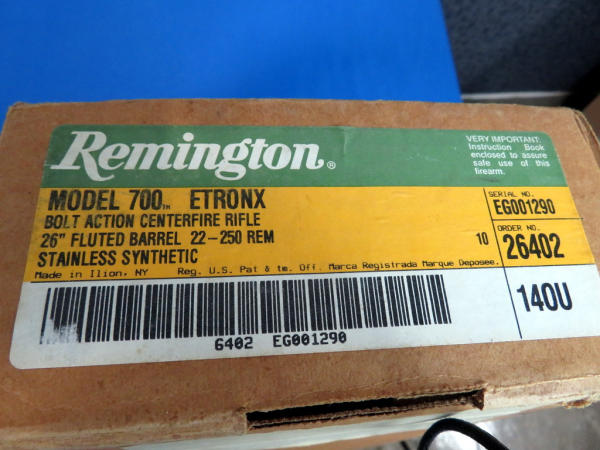 Remington®
VERY IMPORTANT:
Instruction Book
enclosed to assure
safe use of this
firearm.
MODEL 700™ ETRONX
BOLT ACTION CENTERFIRE RIFLE
26" FLUTED BARREL 22-250 REM 10
STAINLESS SYNTHETIC
Made in Ilion, NY Reg. U.S. Pat & tm. Off. Marca Registrada Marque Deposee.
SERIAL NO.
EG001290
ORDER NO.
26402
140U
6402 EG001290